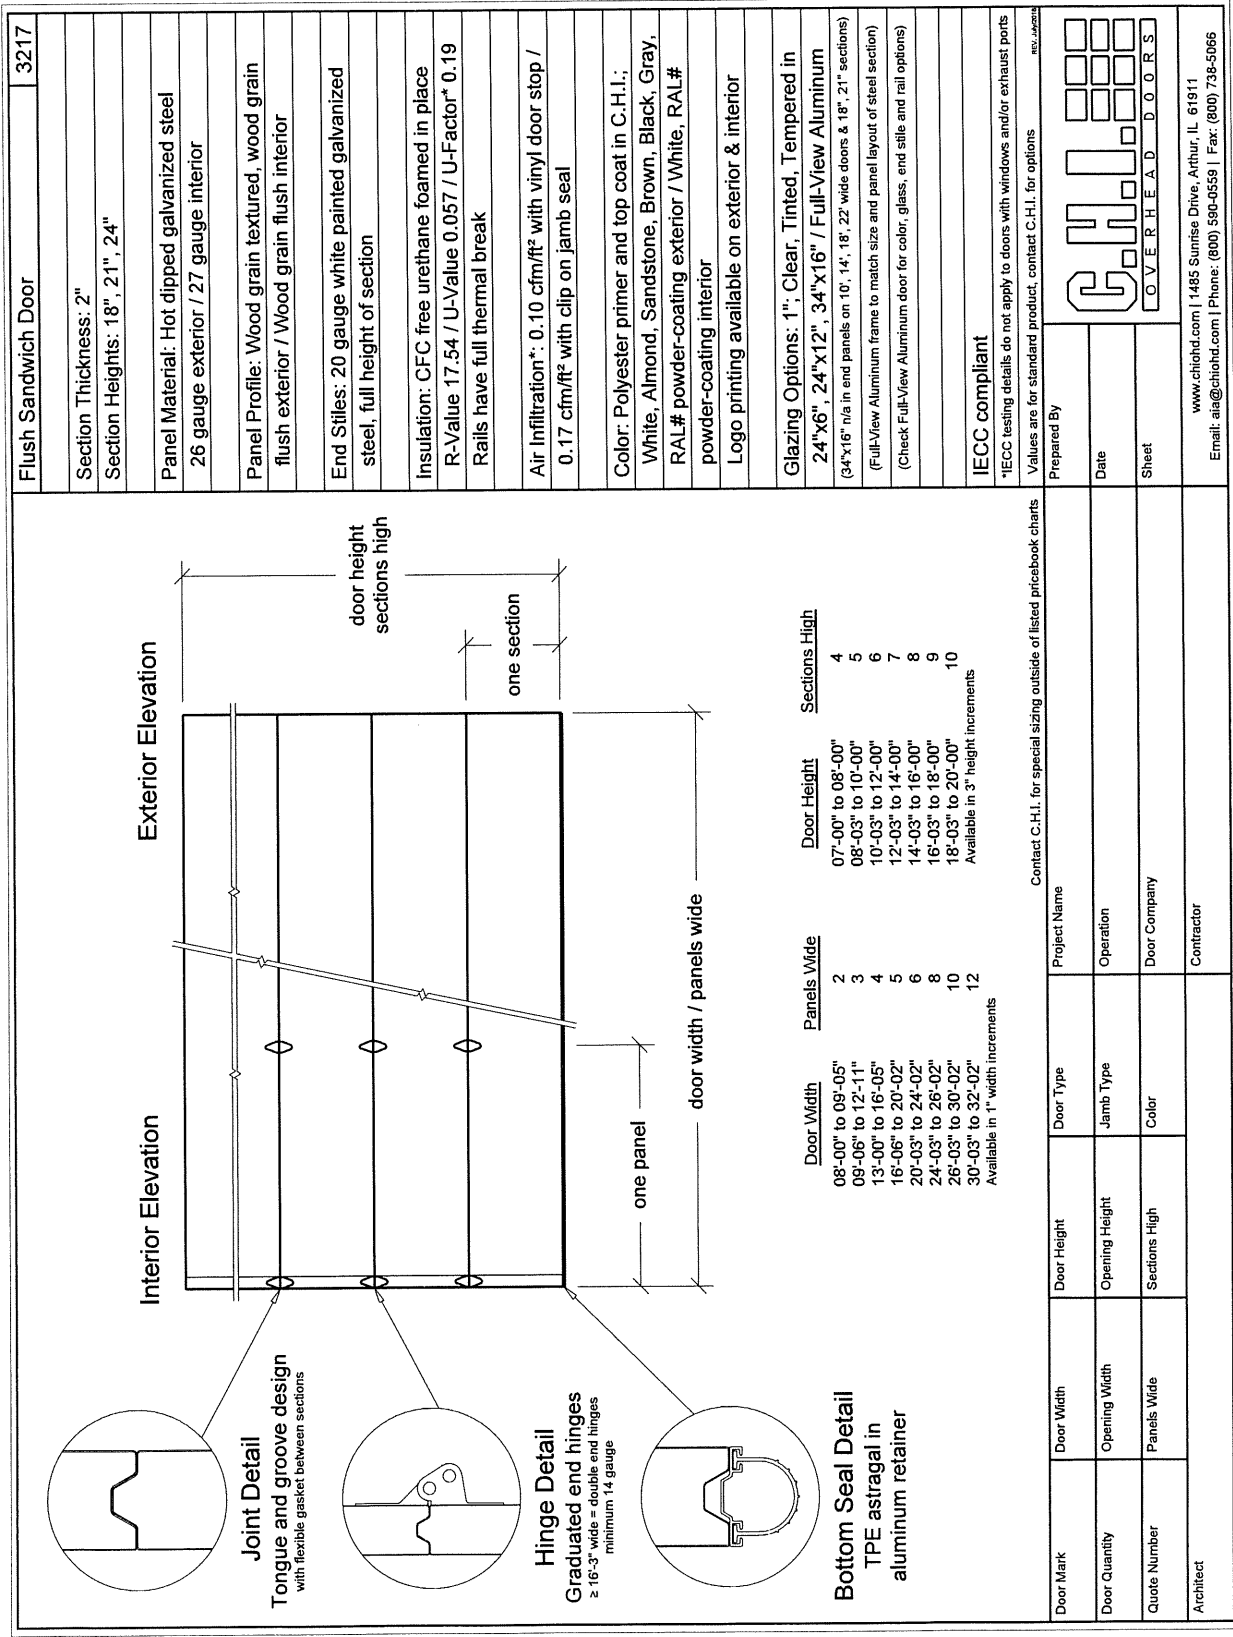 Flush Sandwich Door
3217
Section Thickness: 2"
Section Heights: 18", 21", 24"
Panel Material: Hot dipped galvanized steel
26 gauge exterior / 27 gauge interior
Panel Profile: Wood grain textured, wood grain
flush exterior / Wood grain flush interior
End Stiles: 20 gauge white painted galvanized
steel, full height of section
Insulation: CFC free urethane foamed in place
R-Value 17.54 / U-Value 0.057 / U-Factor* 0.19
Rails have full thermal break
Air Infiltration*: 0.10 cfm/ft² with vinyl door stop /
0.17 cfm/ft² with clip on jamb seal
Color: Polyester primer and top coat in C.H.I.;
White, Almond, Sandstone, Brown, Black, Gray,
RAL# powder-coating exterior / White, RAL#
powder-coating interior
Logo printing available on exterior & interior
Glazing Options: 1"; Clear, Tinted, Tempered in
24"x6", 24"x12", 34"x16" / Full-View Aluminum
(34"x16" n/a in end panels on 10', 14', 18', 22' wide doors & 18", 21" sections)
(Full-View Aluminum frame to match size and panel layout of steel section)
(Check Full-View Aluminum door for color, glass, end stile and rail options)
IECC compliant
*IECC testing details do not apply to doors with windows and/or exhaust ports
Values are for standard product, contact C.H.I. for options
REV. July2018
Interior Elevation
Exterior Elevation
door height
sections high
one section
one panel
door width / panels wide
Joint Detail
Tongue and groove design
with flexible gasket between sections
Hinge Detail
Graduated end hinges
≥ 16'-3" wide = double end hinges
minimum 14 gauge
Bottom Seal Detail
TPE astragal in
aluminum retainer
Door Width Panels Wide
08'-00" to 09'-05" 2
09'-06" to 12'-11" 3
13'-00" to 16'-05" 4
16'-06" to 20'-02" 5
20'-03" to 24'-02" 6
24'-03" to 26'-02" 8
26'-03" to 30'-02" 10
30'-03" to 32'-02" 12
Available in 1" width increments
Door Height Sections High
07'-00" to 08'-00" 4
08'-03" to 10'-00" 5
10'-03" to 12'-00" 6
12'-03" to 14'-00" 7
14'-03" to 16'-00" 8
16'-03" to 18'-00" 9
18'-03" to 20'-00" 10
Available in 3" height increments
Contact C.H.I. for special sizing outside of listed pricebook charts
Door Mark
Door Width
Door Height
Door Type
Project Name
Prepared By
Door Quantity
Opening Width
Opening Height
Jamb Type
Operation
Date
Quote Number
Panels Wide
Sections High
Color
Door Company
Sheet
Architect
Contractor
C.H.I.
OVERHEAD DOORS
www.chiohd.com | 1485 Sunrise Drive, Arthur, IL 61911
Email: aia@chiohd.com | Phone: (800) 590-0559 | Fax: (800) 738-5066